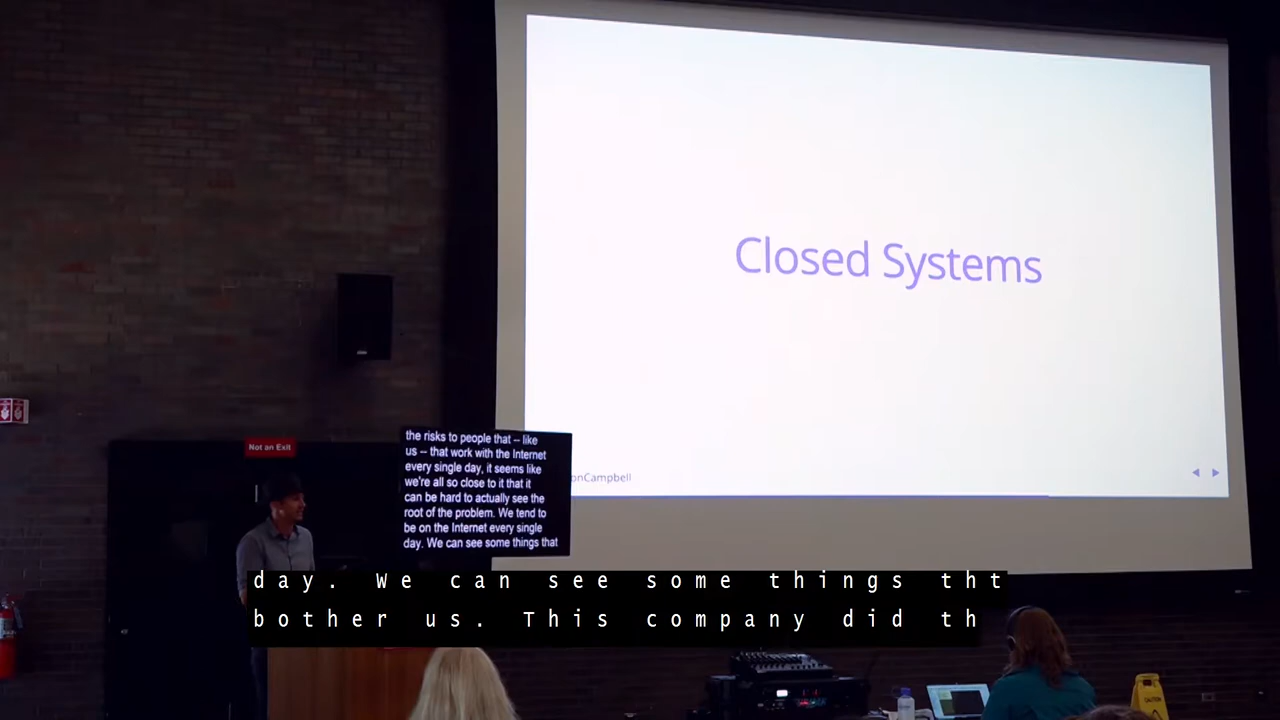 Closed Systems
onCampbell
Not an Exit
the risks to people that -- like
us -- that work with the Internet
every single day, it seems like
we're all so close to it that it
can be hard to actually see the
root of the problem. We tend to
be on the Internet every single
day. We can see some things that
day. We can see some things tht
bother us. This company did th